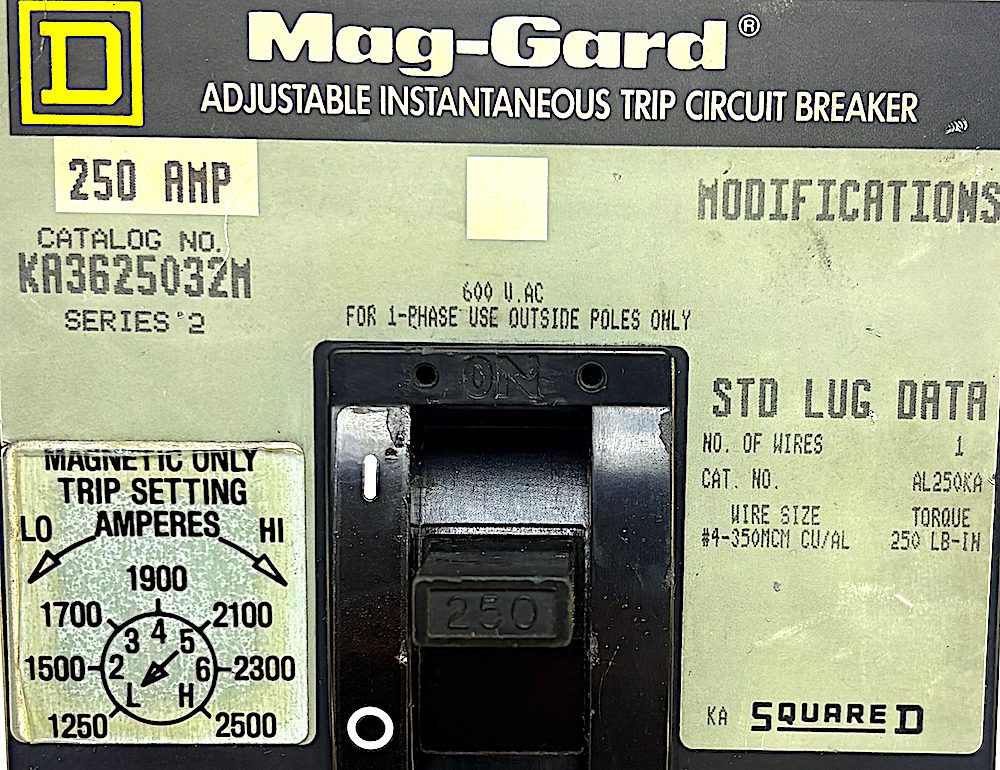 D
Mag-Gard®
ADJUSTABLE INSTANTANEOUS TRIP CIRCUIT BREAKER
250 AMP
CATALOG NO.
KA3625032M
SERIES 2
MODIFICATIONS
600 V.AC
FOR 1-PHASE USE OUTSIDE POLES ONLY
ON
I
250
O
MAGNETIC ONLY
TRIP SETTING
AMPERES
LO HI
1900
1700 2100
1500 2300
1250 2500
3 4 5
2 6
L H
STD LUG DATA
NO. OF WIRES 1
CAT. NO. AL250KA
WIRE SIZE TORQUE
#4-350MCM CU/AL 250 LB-IN
KA SQUARE D